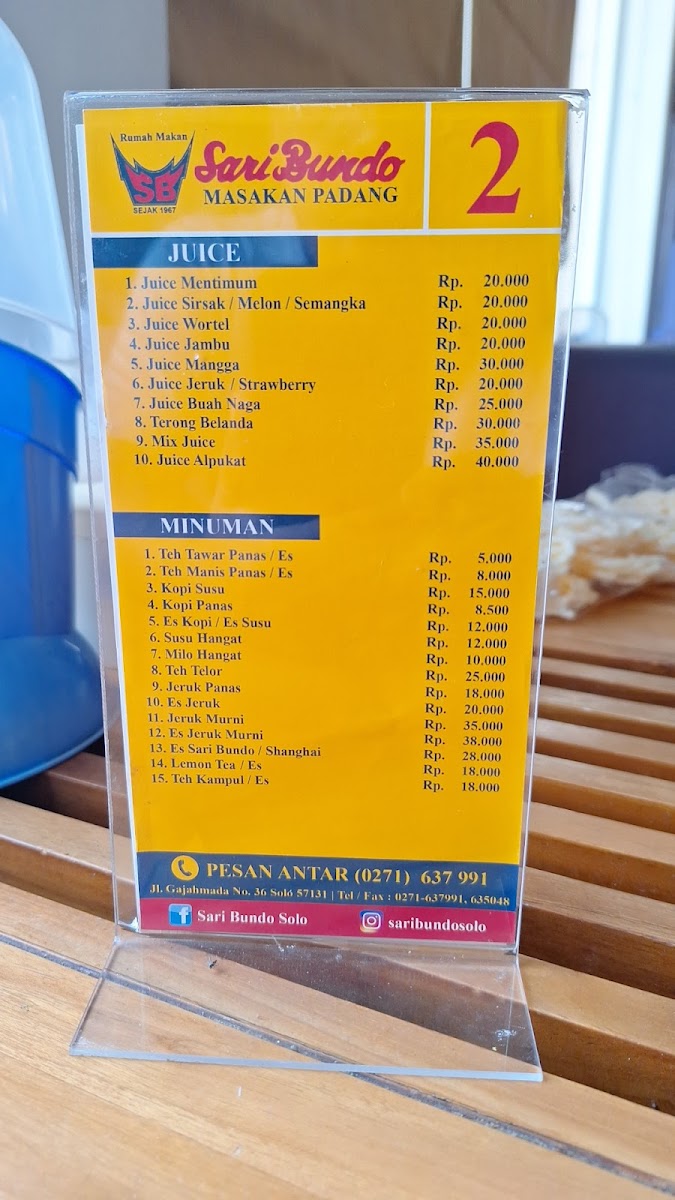 Rumah Makan
SB
SEJAK 1967
Sari Bundo
MASAKAN PADANG
2
JUICE
1. Juice Mentimum Rp. 20.000
2. Juice Sirsak / Melon / Semangka Rp. 20.000
3. Juice Wortel Rp. 20.000
4. Juice Jambu Rp. 20.000
5. Juice Mangga Rp. 30.000
6. Juice Jeruk / Strawberry Rp. 20.000
7. Juice Buah Naga Rp. 25.000
8. Terong Belanda Rp. 30.000
9. Mix Juice Rp. 35.000
10. Juice Alpukat Rp. 40.000
MINUMAN
1. Teh Tawar Panas / Es Rp. 5.000
2. Teh Manis Panas / Es Rp. 8.000
3. Kopi Susu Rp. 15.000
4. Kopi Panas Rp. 8.500
5. Es Kopi / Es Susu Rp. 12.000
6. Susu Hangat Rp. 12.000
7. Milo Hangat Rp. 10.000
8. Teh Telor Rp. 25.000
9. Jeruk Panas Rp. 18.000
10. Es Jeruk Rp. 20.000
11. Jeruk Murni Rp. 35.000
12. Es Jeruk Murni Rp. 38.000
13. Es Sari Bundo / Shanghai Rp. 28.000
14. Lemon Tea / Es Rp. 18.000
15. Teh Kampul / Es Rp. 18.000
PESAN ANTAR (0271) 637 991
Jl. Gajahmada No. 36 Solo 57131 | Tel / Fax : 0271-637991, 635048
Sari Bundo Solo saribundosolo